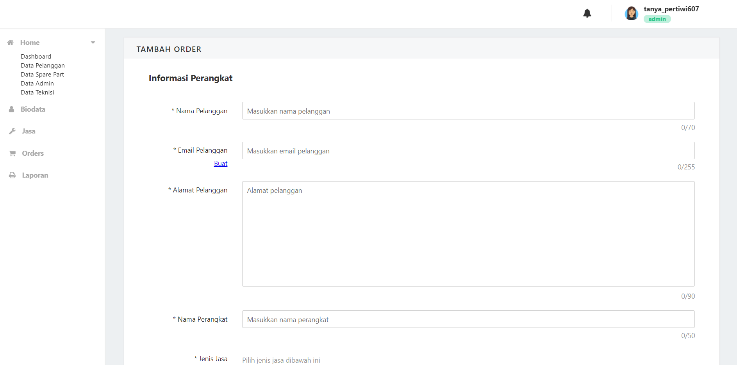 tanya_pertiwi607
admin
Home
Dashboard
Data Pelanggan
Data Spare Part
Data Admin
Data Teknisi
Biodata
Jasa
Orders
Laporan
TAMBAH ORDER
Informasi Perangkat
* Nama Pelanggan
Masukkan nama pelanggan
0/70
* Email Pelanggan
Masukkan email pelanggan
Buat
0/255
* Alamat Pelanggan
Alamat pelanggan
0/90
* Nama Perangkat
Masukkan nama perangkat
0/50
* Jenis Jasa
Pilih jenis jasa dibawah ini